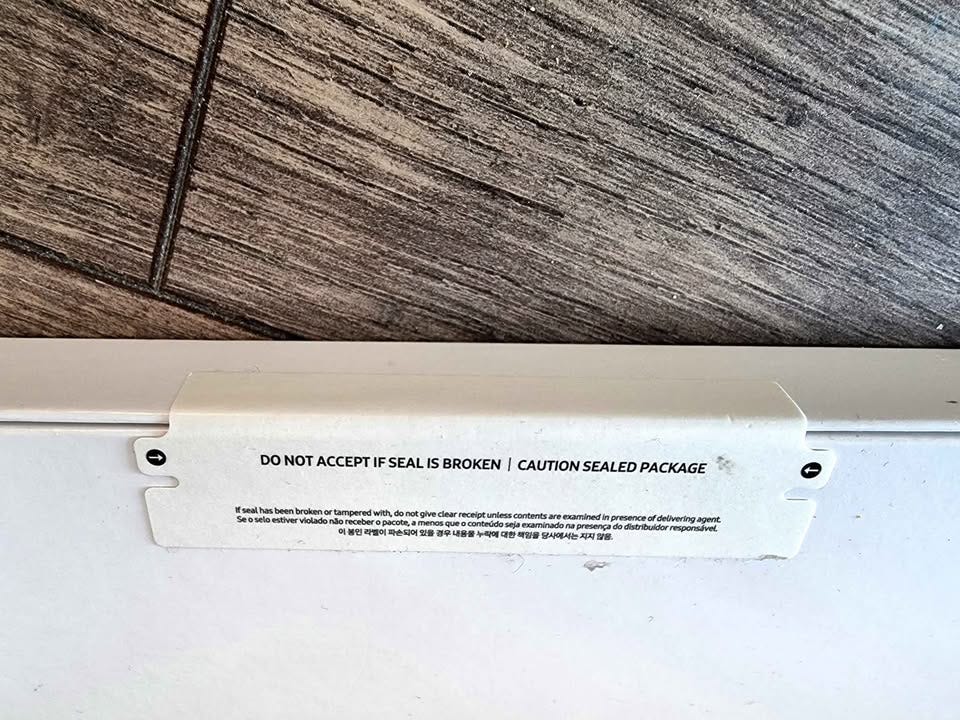 DO NOT ACCEPT IF SEAL IS BROKEN | CAUTION SEALED PACKAGE
If seal has been broken or tampered with, do not give clear receipt unless contents are examined in presence of delivering agent.
Se o selo estiver violado não receber o pacote, a menos que o conteúdo seja examinado na presença do distribuidor responsável.
이 봉인 라벨이 파손되어 있을 경우 내용물 누락에 대한 책임을 당사에서는 지지 않음.